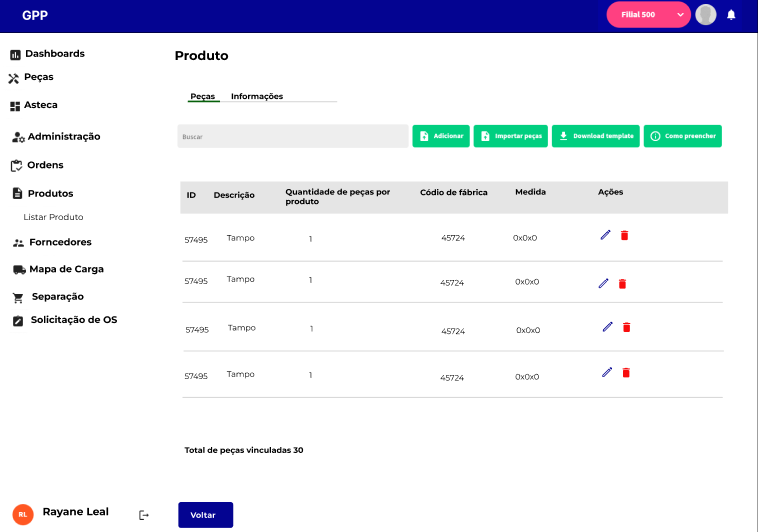 GPP
Filial 500
Dashboards
Peças
Asteca
Administração
Ordens
Produtos
Listar Produto
Forncedores
Mapa de Carga
Separação
Solicitação de OS
RL
Rayane Leal
Produto
Peças Informações
Buscar
Adicionar
Importar peças
Download template
Como preencher
ID Descrição Quantidade de peças por produto Códio de fábrica Medida Ações
57495 Tampo 1 45724 0x0x0
57495 Tampo 1 45724 0x0x0
57495 Tampo 1 45724 0x0x0
57495 Tampo 1 45724 0x0x0
Total de peças vinculadas 30
Voltar